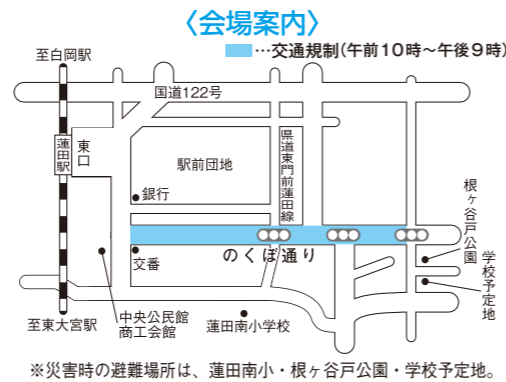 〈会場案内〉
…交通規制(午前10時〜午後9時)
至白岡駅
国道122号
蓮田駅
東口
駅前団地
県道東門前蓮田線
銀行
根ヶ谷戸公園
のくぼ通り
交番
学校予定地
中央公民館
商工会館
蓮田南小学校
至東大宮駅
※災害時の避難場所は、蓮田南小・根ヶ谷戸公園・学校予定地。